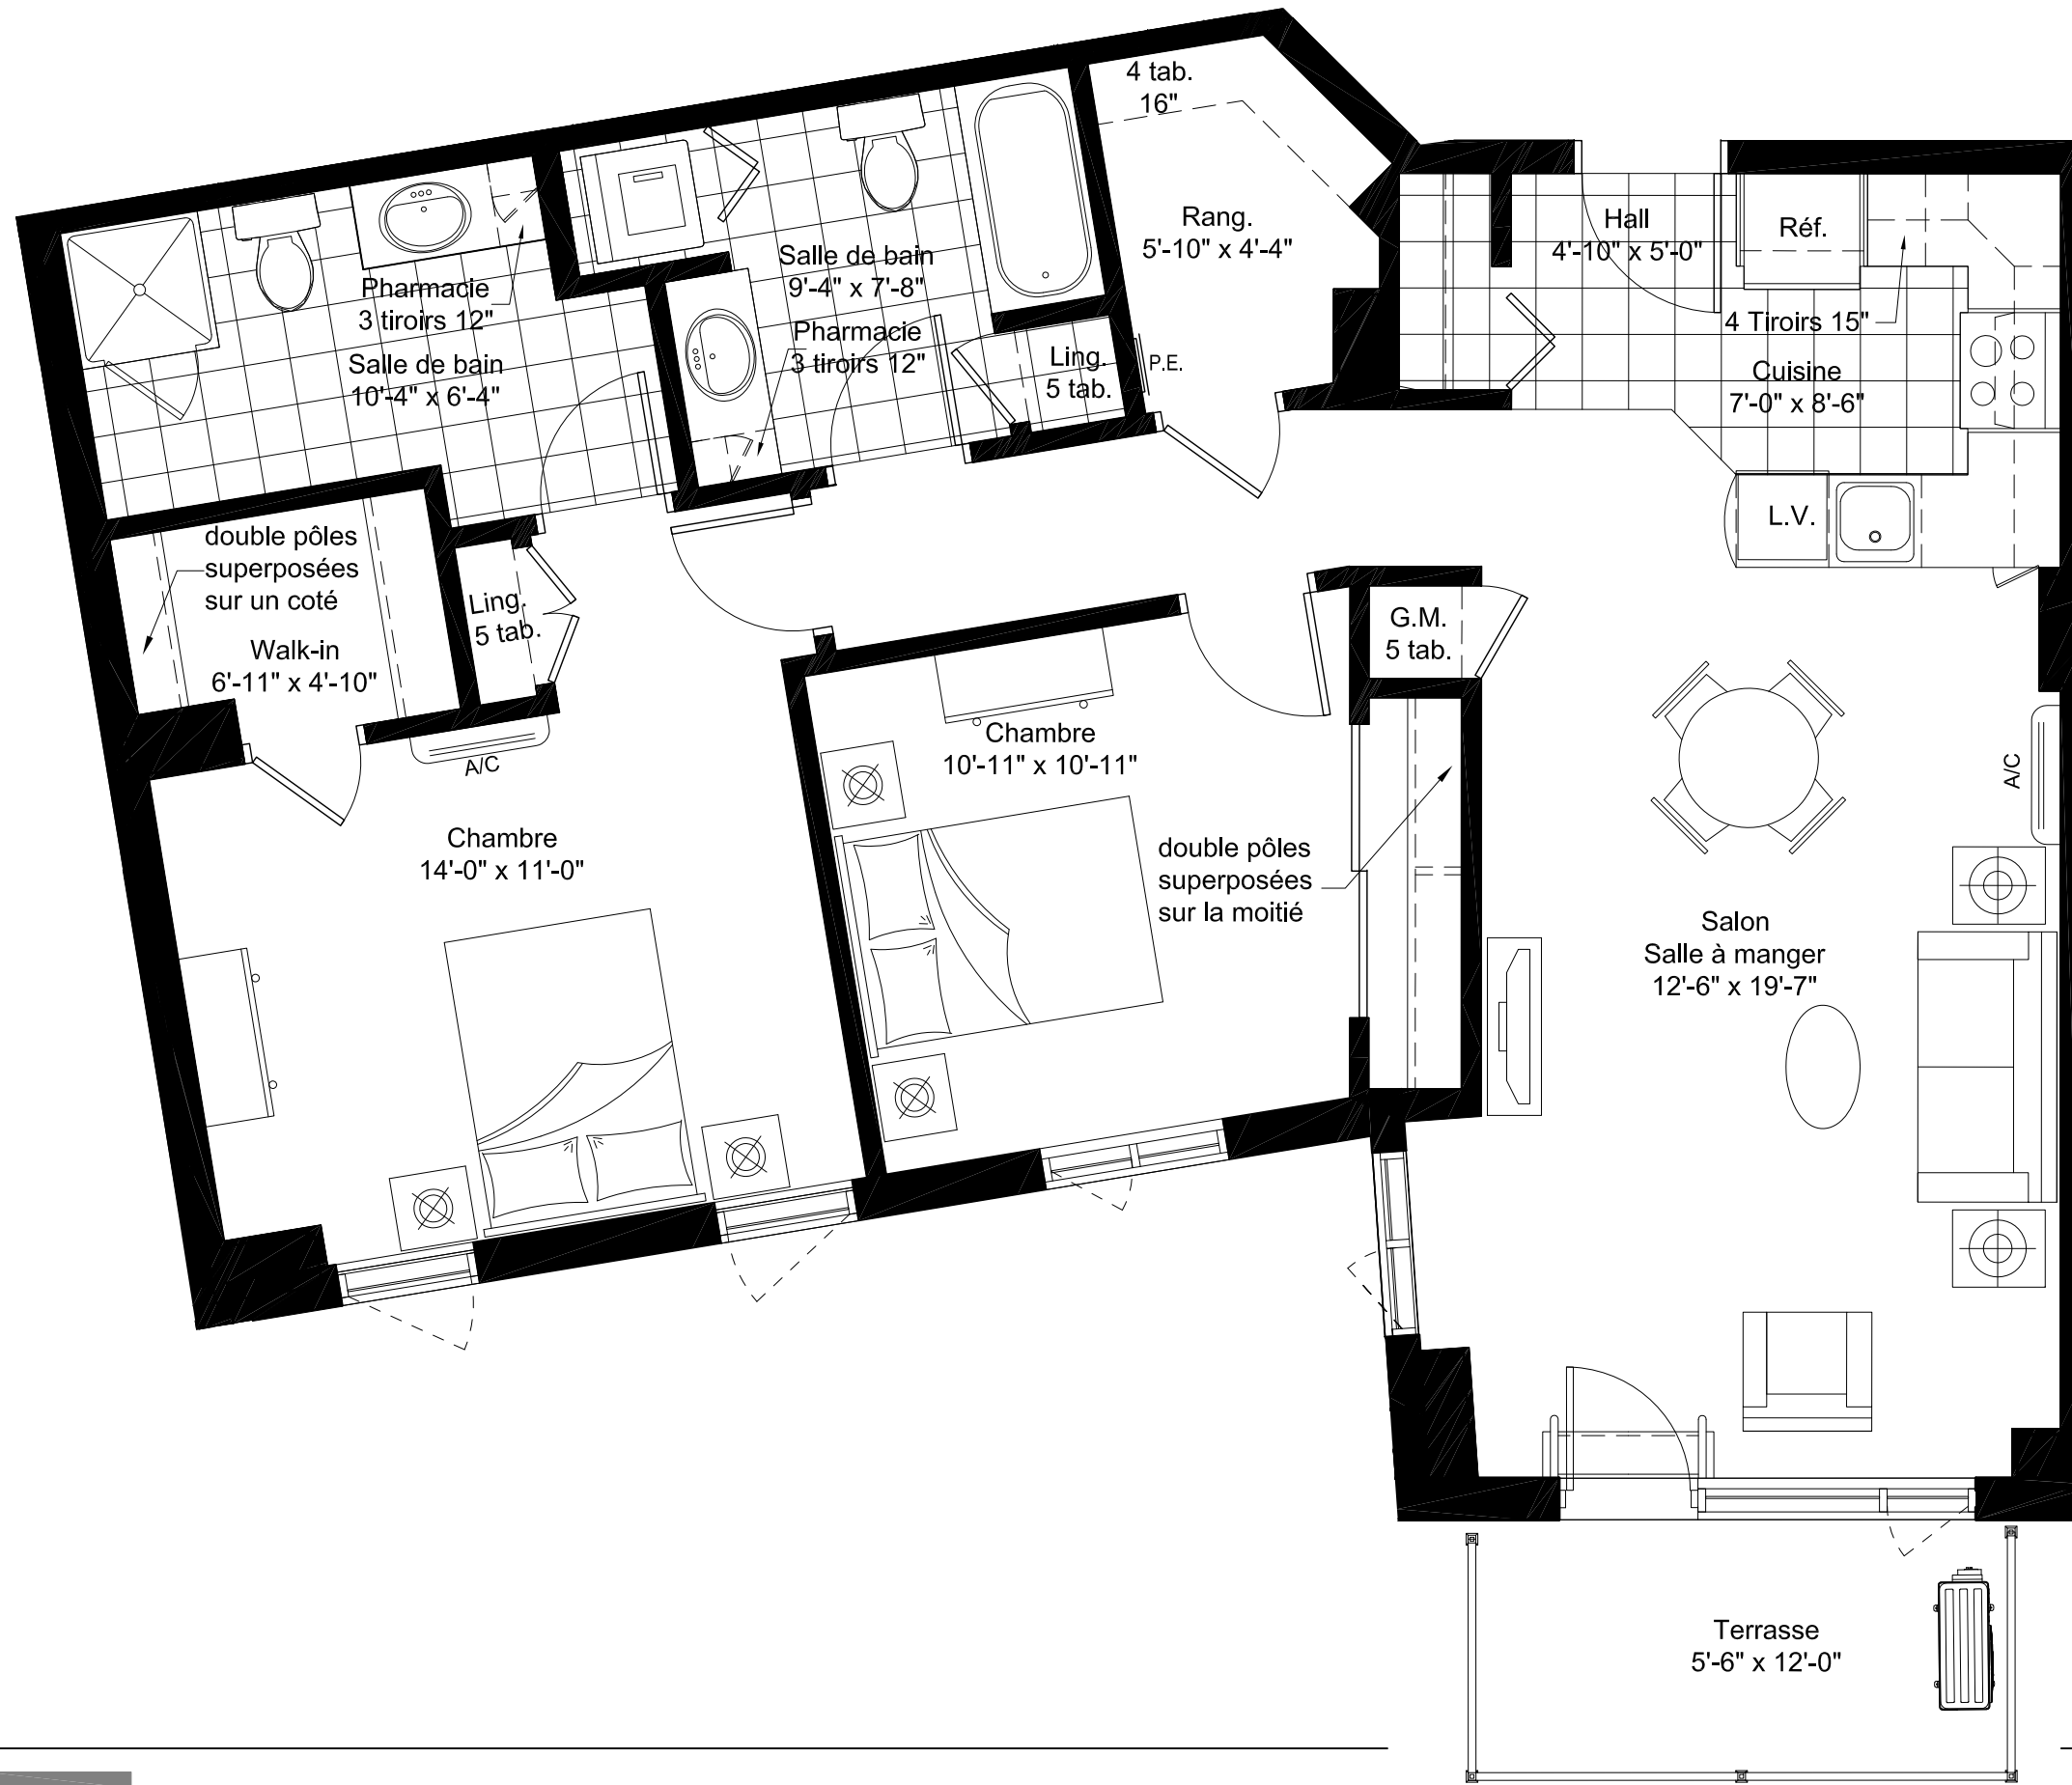 4 tab.
16"
Rang.
5'-10" x 4'-4"
Hall
4'-10" x 5'-0"
Réf.
Salle de bain
9'-4" x 7'-8"
Pharmacie
3 tiroirs 12"
Salle de bain
10'-4" x 6'-4"
Pharmacie
3 tiroirs 12"
Ling.
5 tab.
P.E.
4 Tiroirs 15"
Cuisine
7'-0" x 8'-6"
L.V.
double pôles
superposées
sur un coté
Walk-in
6'-11" x 4'-10"
Ling.
5 tab.
G.M.
5 tab.
A/C
Chambre
10'-11" x 10'-11"
A/C
Chambre
14'-0" x 11'-0"
double pôles
superposées
sur la moitié
Salon
Salle à manger
12'-6" x 19'-7"
Terrasse
5'-6" x 12'-0"